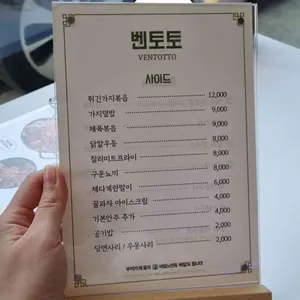 벤토토
VENTOTTO
사이드
튀긴가지볶음 12,000
가지덮밥 9,000
제육볶음 9,000
닭칼우동 8,000
칠리미트프라이 8,000
구운뇨끼 8,000
체다계란말이 6,000
꿀과자 아이스크림 4,000
기본안주 추가 4,000
공기밥 2,000
당면사리 / 우동사리 2,000